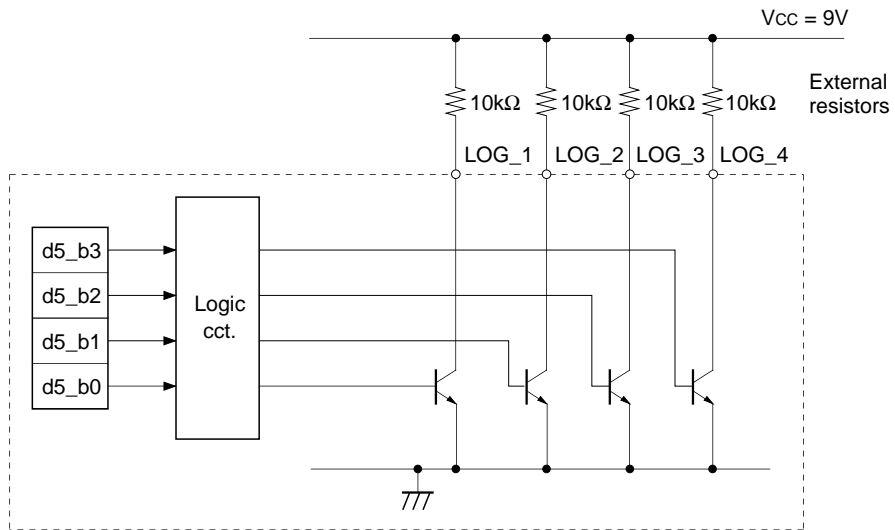 VCC = 9V
External
resistors
10kΩ 10kΩ 10kΩ 10kΩ
LOG_1 LOG_2 LOG_3 LOG_4
d5_b3
d5_b2
d5_b1
d5_b0
Logic
cct.